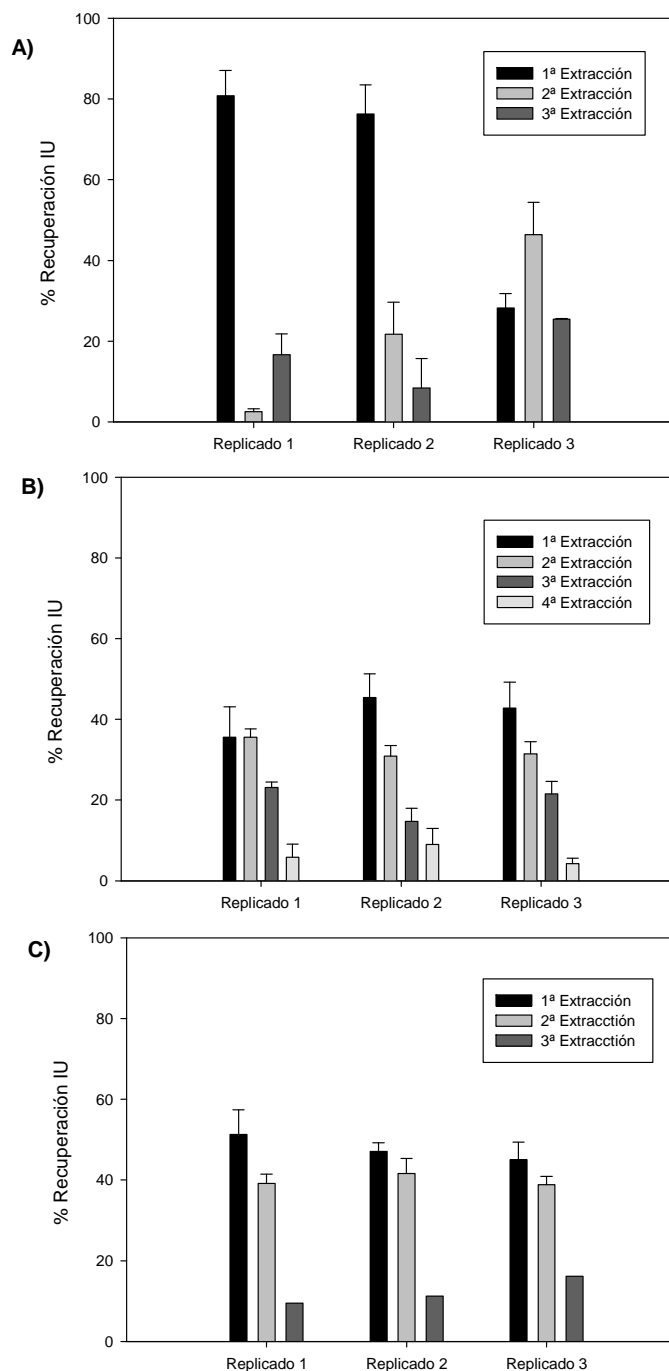 A)
% Recuperación IU
100
80
60
40
20
0
1ª Extracción
2ª Extracción
3ª Extracción
Replicado 1
Replicado 2
Replicado 3
B)
% Recuperación IU
100
80
60
40
20
0
1ª Extracción
2ª Extracción
3ª Extracción
4ª Extracción
Replicado 1
Replicado 2
Replicado 3
C)
% Recuperación IU
100
80
60
40
20
0
1ª Extracción
2ª Extracctión
3ª Extracctión
Replicado 1
Replicado 2
Replicado 3